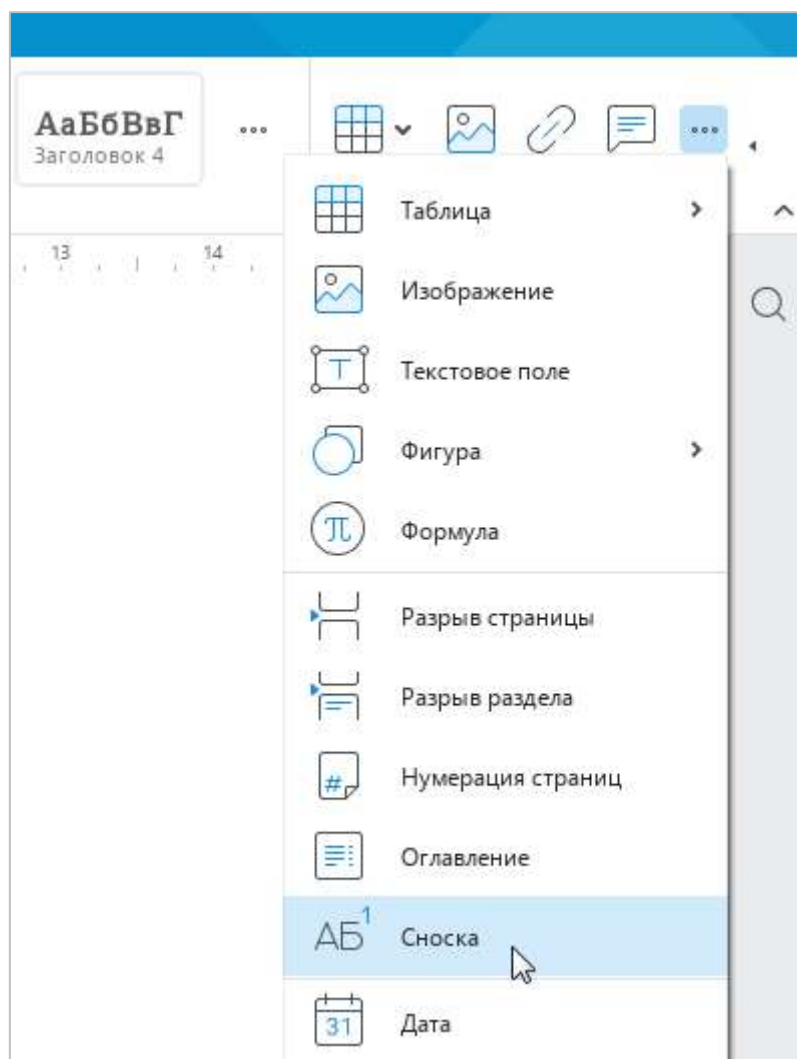 АаБбВвГ
Заголовок 4
13 14
Таблица
Изображение
Т
Текстовое поле
Фигура
π
Формула
Разрыв страницы
Разрыв раздела
#
Нумерация страниц
Оглавление
АБ1
Сноска
31
Дата